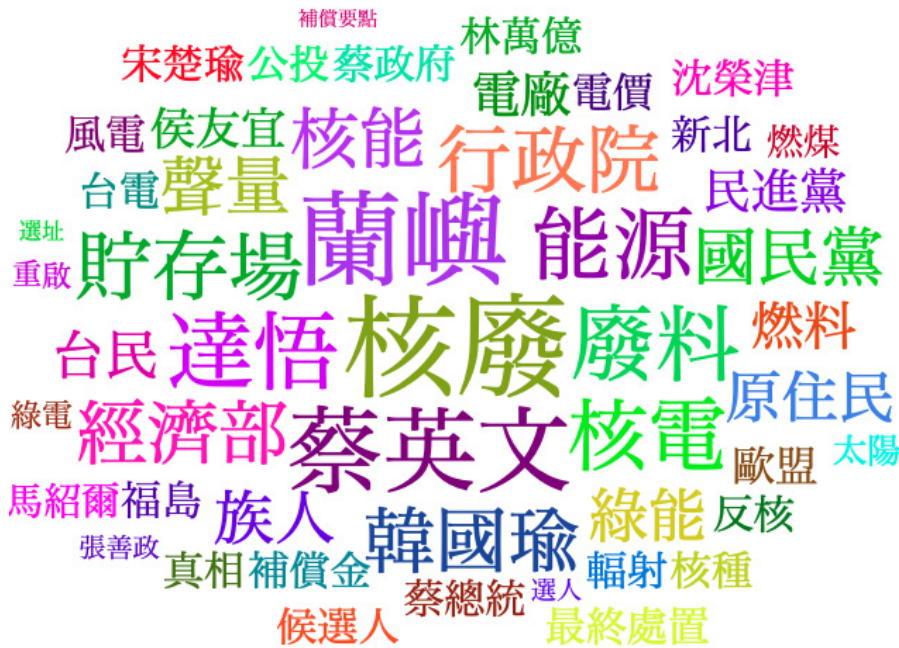 補償要點
宋楚瑜 公投 蔡政府 林萬億
電廠 電價 沈榮津
風電 侯友宜 核能 行政院 新北 燃煤
台電 聲量 民進黨
選址 蘭嶼 能源
重啟 貯存場 國民黨
台民 達悟 核廢 廢料 燃料
綠電 經濟部 蔡英文 核電 原住民
歐盟 太陽
馬紹爾 福島 族人 韓國瑜 綠能 反核
張善政 真相 補償金 蔡總統 選人 輻射 核種
候選人 最終處置